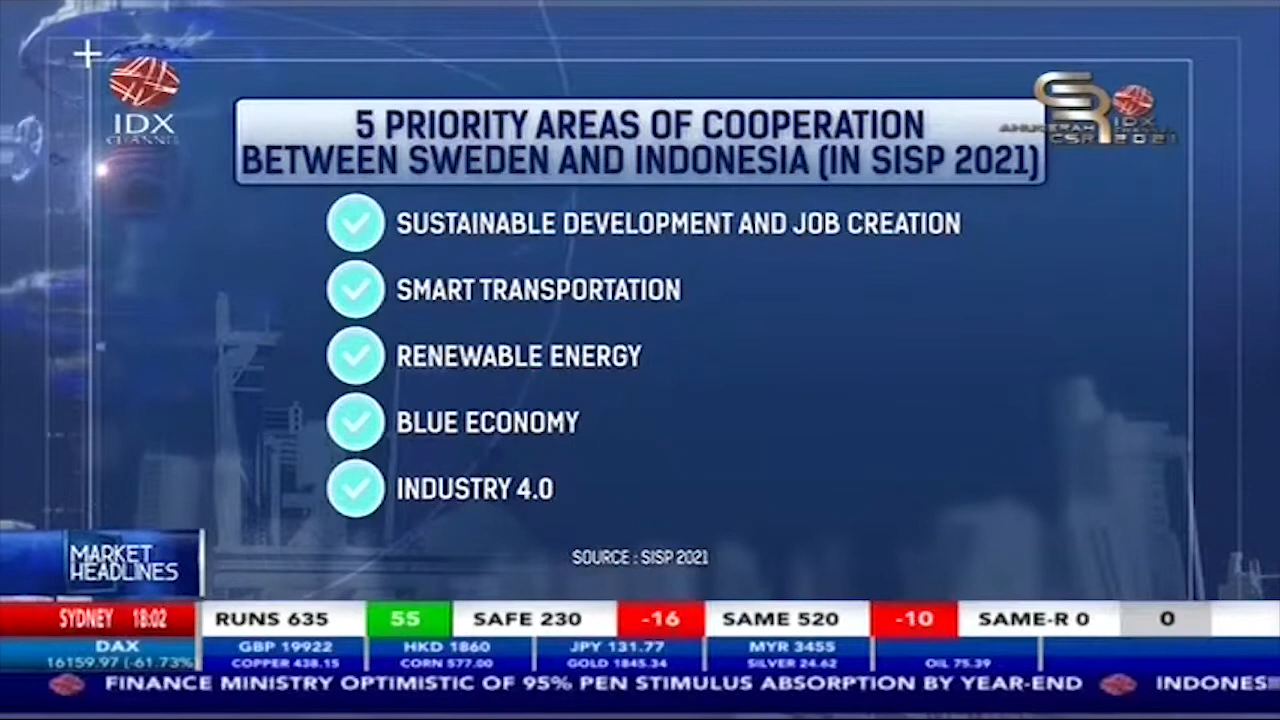 IDX
CHANNEL
ANUGERAH
CSR 2021
IDX
5 PRIORITY AREAS OF COOPERATION
BETWEEN SWEDEN AND INDONESIA (IN SISP 2021)
SUSTAINABLE DEVELOPMENT AND JOB CREATION
SMART TRANSPORTATION
RENEWABLE ENERGY
BLUE ECONOMY
INDUSTRY 4.0
SOURCE : SISP 2021
MARKET
HEADLINES
SYDNEY 18:02 RUNS 635 55 SAFE 230 -16 SAME 520 -10 SAME-R 0 0
DAX GBP 19922 HKD 1860 JPY 131.77 MYR 3455
16159.97 (-61.73%) COPPER 438.15 CORN 577.00 GOLD 1845.34 SILVER 24.62 OIL 75.39
FINANCE MINISTRY OPTIMISTIC OF 95% PEN STIMULUS ABSORPTION BY YEAR-END INDONES